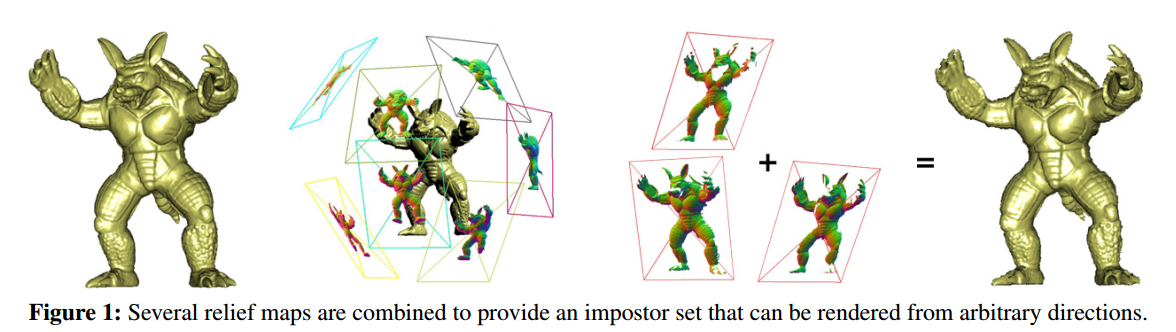 + =
Figure 1: Several relief maps are combined to provide an impostor set that can be rendered from arbitrary directions.